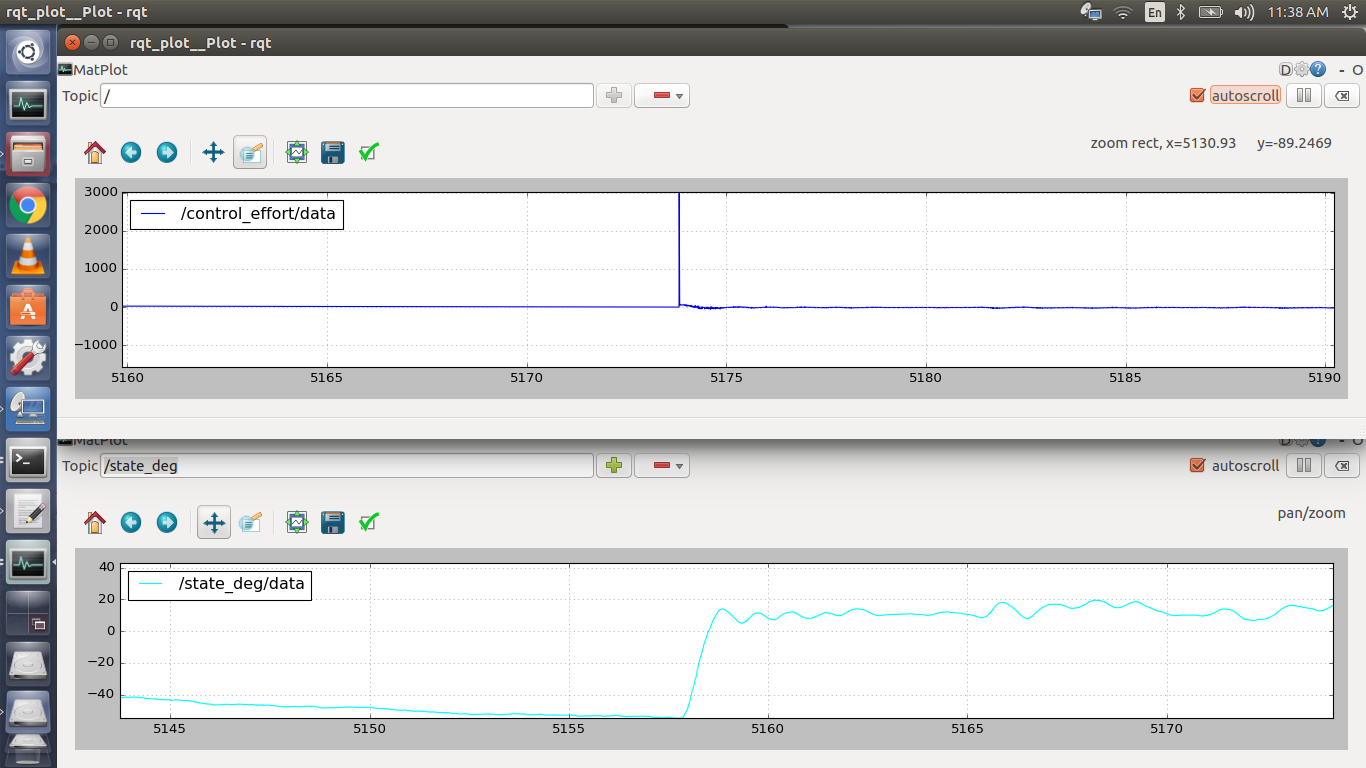 rqt_plot__Plot - rqt
En
11:38 AM
rqt_plot__Plot - rqt
MatPlot
D
- O
Topic /
autoscroll
zoom rect, x=5130.93 y=-89.2469
3000
2000
1000
0
−1000
/control_effort/data
5160 5165 5170 5175 5180 5185 5190
MatPlot
D
- O
Topic /state_deg
autoscroll
pan/zoom
40
20
0
−20
−40
/state_deg/data
5145 5150 5155 5160 5165 5170